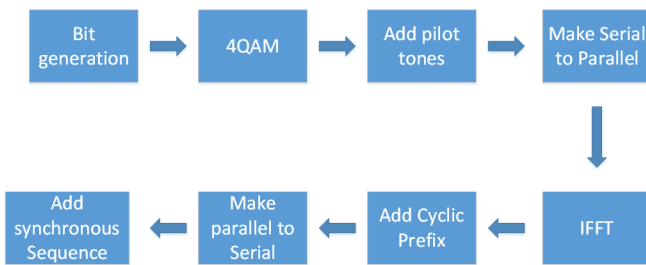 Bit
generation
4QAM
Add pilot
tones
Make Serial
to Parallel
IFFT
Add Cyclic
Prefix
Make
parallel to
Serial
Add
synchronous
Sequence